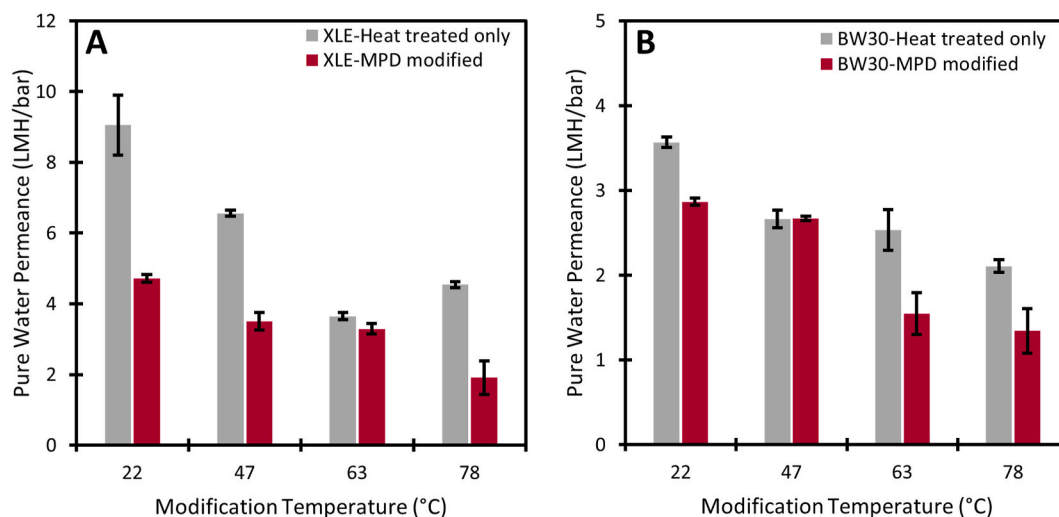 A
XLE-Heat treated only
XLE-MPD modified
12
10
8
6
4
2
0
Pure Water Permeance (LMH/bar)
22 47 63 78
Modification Temperature (°C)
B
BW30-Heat treated only
BW30-MPD modified
5
4
3
2
1
0
Pure Water Permeance (LMH/bar)
22 47 63 78
Modification Temperature (°C)